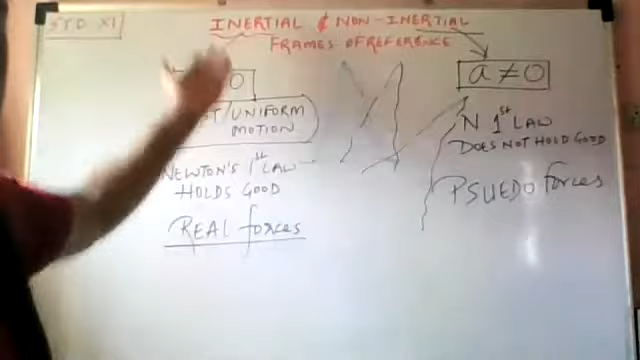 STD XI
INERTIAL & NON-INERTIAL
FRAMES OF REFERENCE
0
a ≠ 0
/UNIFORM
MOTION
NEWTON'S 1st LAW
HOLDS GOOD
REAL forces
N 1st LAW
DOES NOT HOLD GOOD
PSUEDO forces